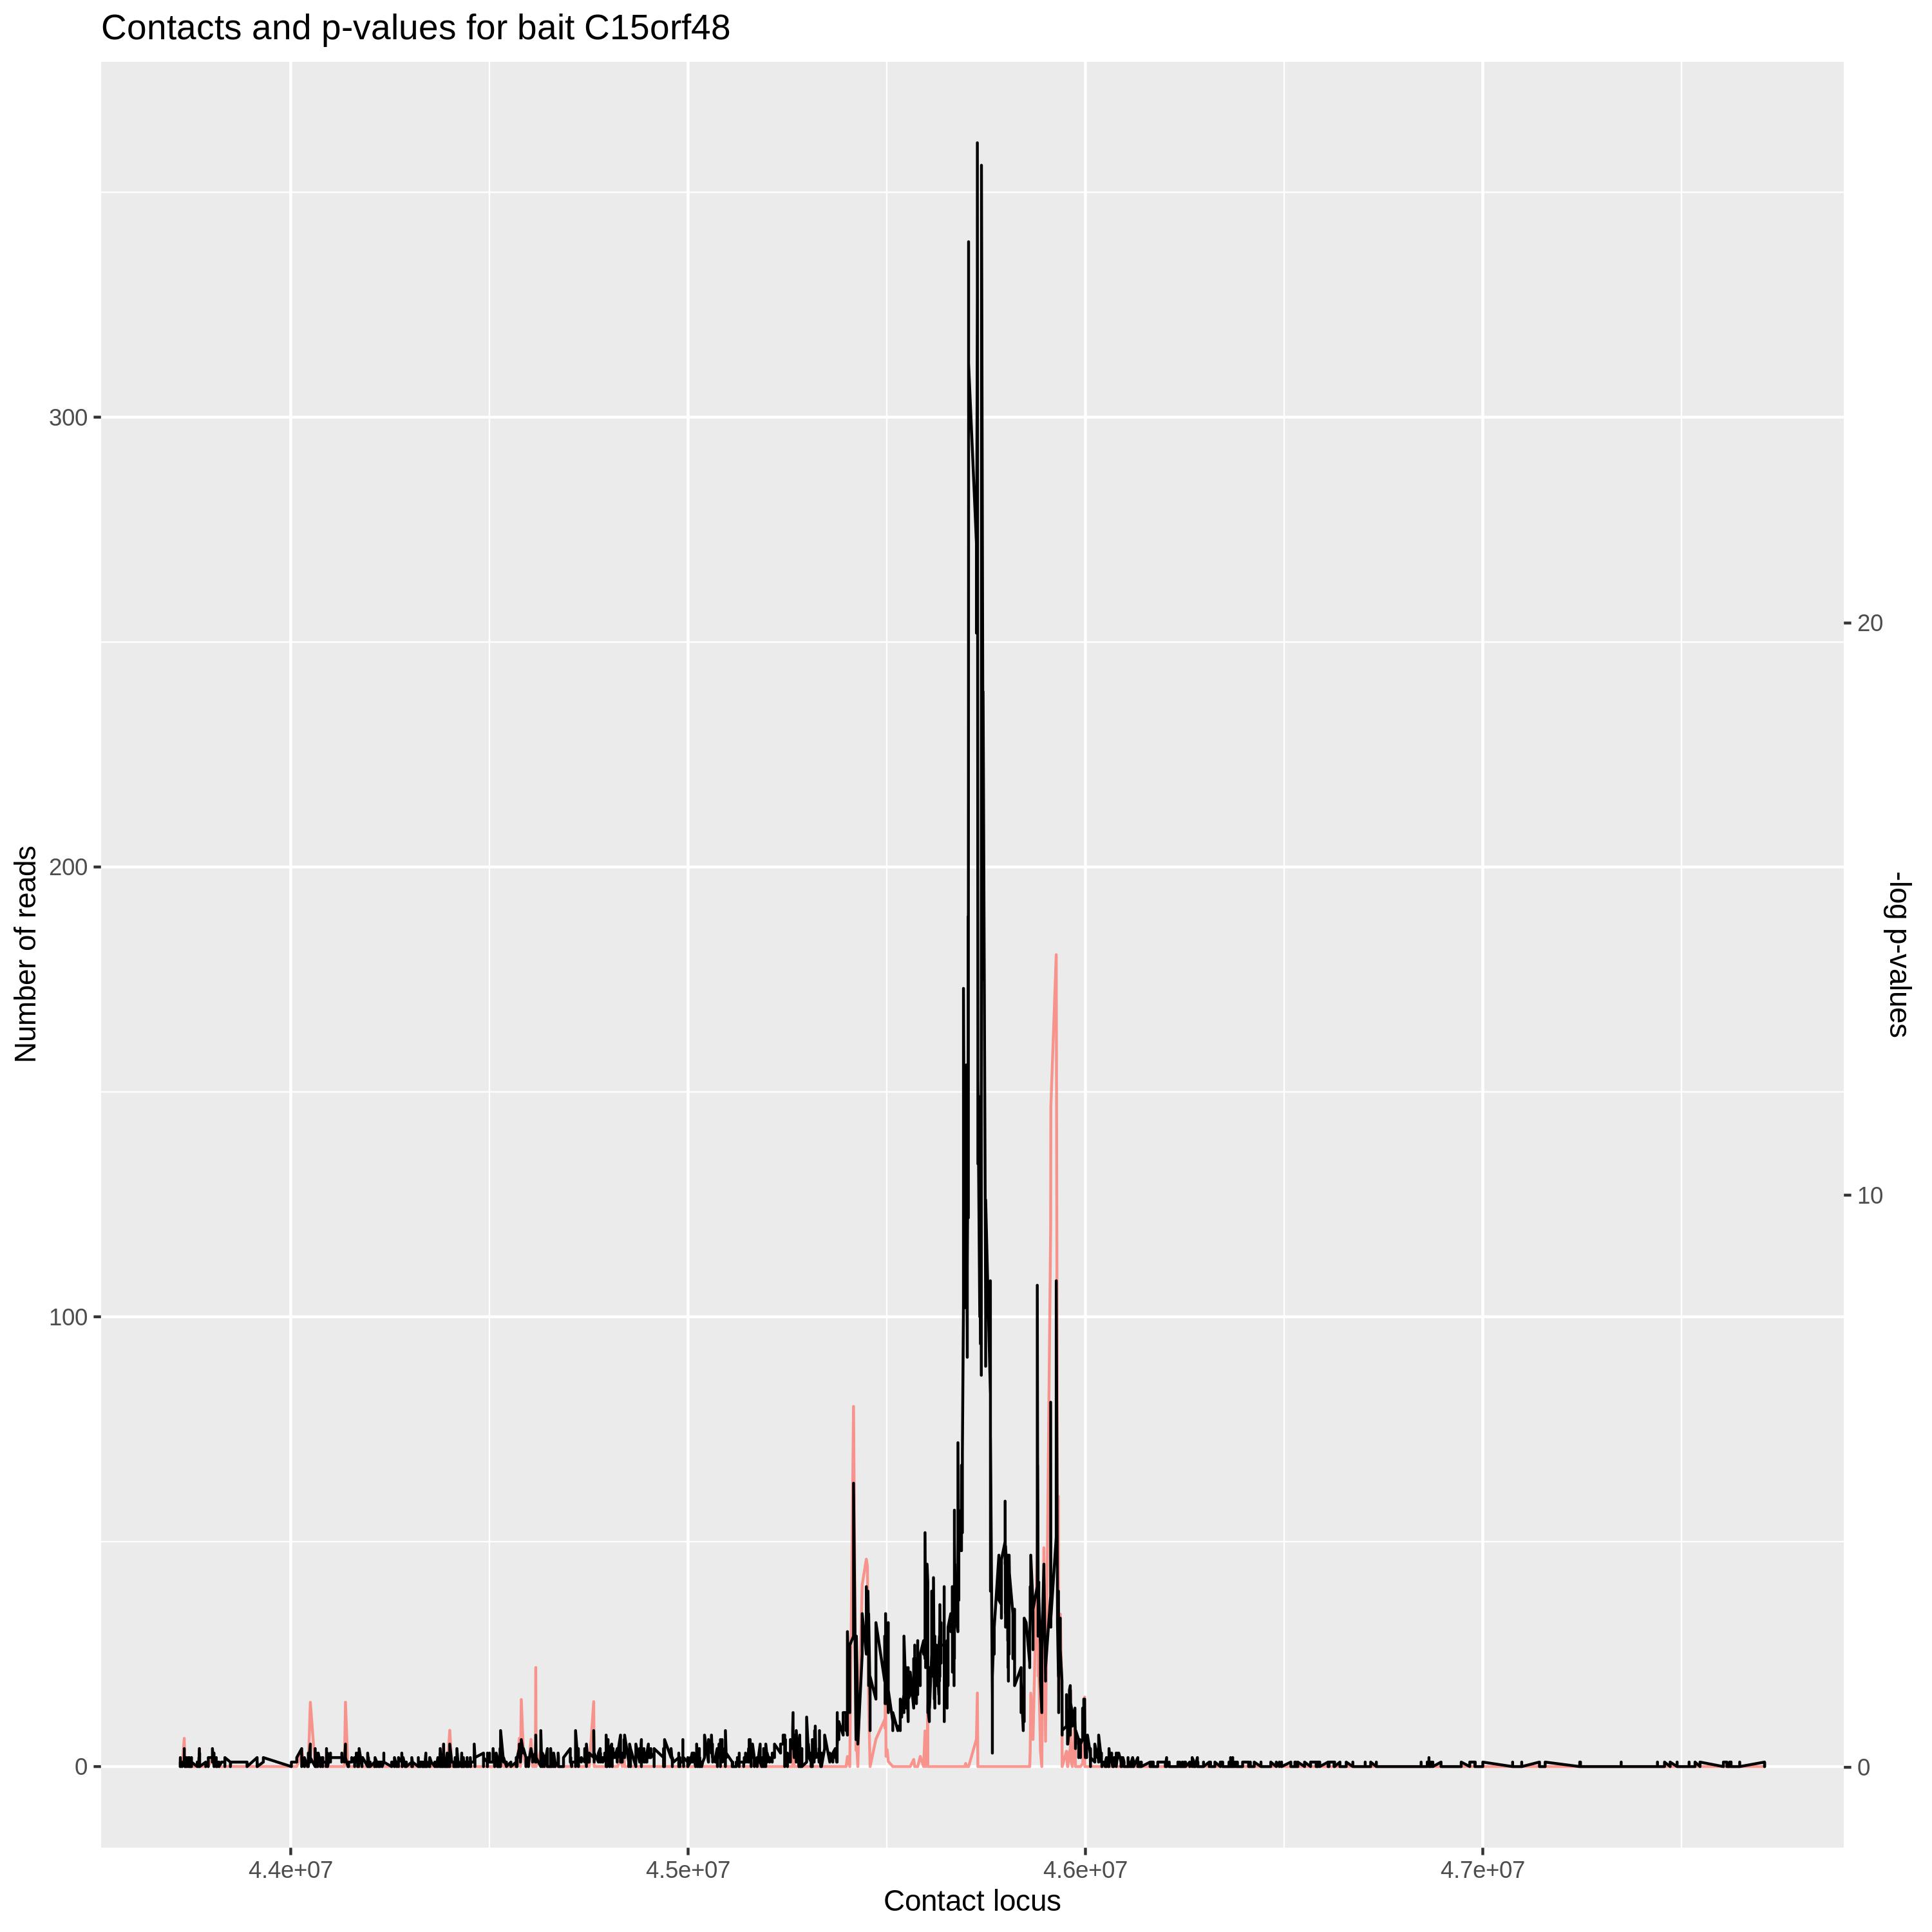 Contacts and p-values for bait C15orf48
300
200
100
0
Number of reads
20
10
0
-log p-values
4.4e+07 4.5e+07 4.6e+07 4.7e+07
Contact locus